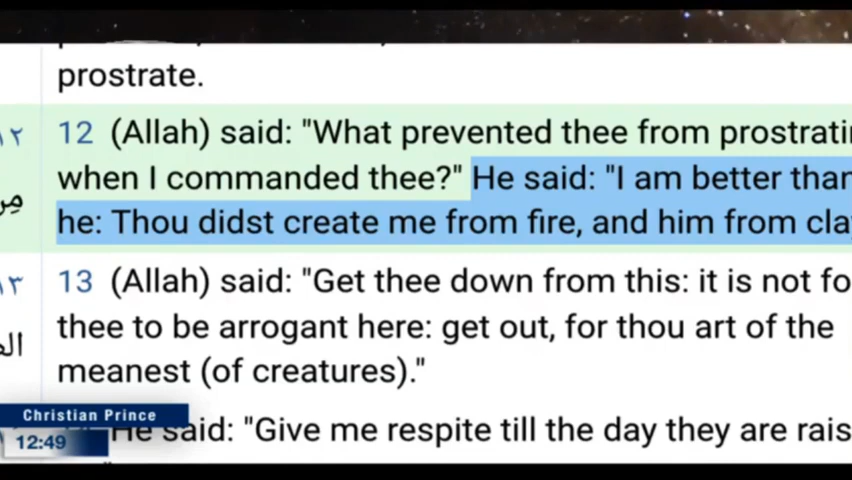 prostrate.
١٢ 12 (Allah) said: "What prevented thee from
when I commanded thee?" He said: "I am better than
مِن
he: Thou didst create me from fire, and him from
١٣ 13 (Allah) said: "Get thee down from this: it is not
thee to be arrogant here: get out, for thou art of the
meanest (of creatures)."
Christian Prince
12:49
He said: "Give me respite till the day they are